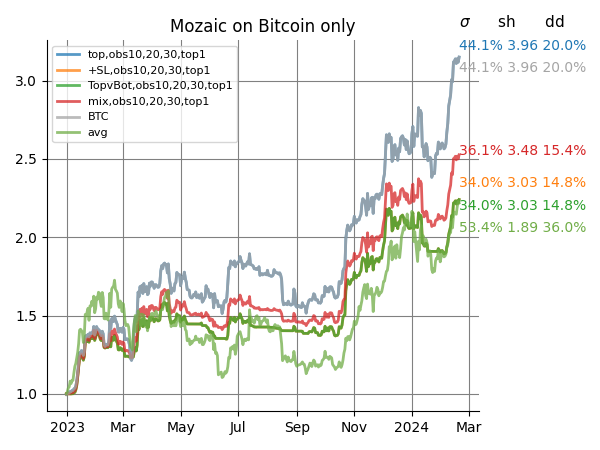 Mozaic on Bitcoin only
σ sh dd
44.1% 3.96 20.0%
44.1% 3.96 20.0%
36.1% 3.48 15.4%
34.0% 3.03 14.8%
34.0% 3.03 14.8%
53.4% 1.89 36.0%
top,obs10,20,30,top1
+SL,obs10,20,30,top1
TopvBot,obs10,20,30,top1
mix,obs10,20,30,top1
BTC
avg
3.0
2.5
2.0
1.5
1.0
2023 Mar May Jul Sep Nov 2024 Mar